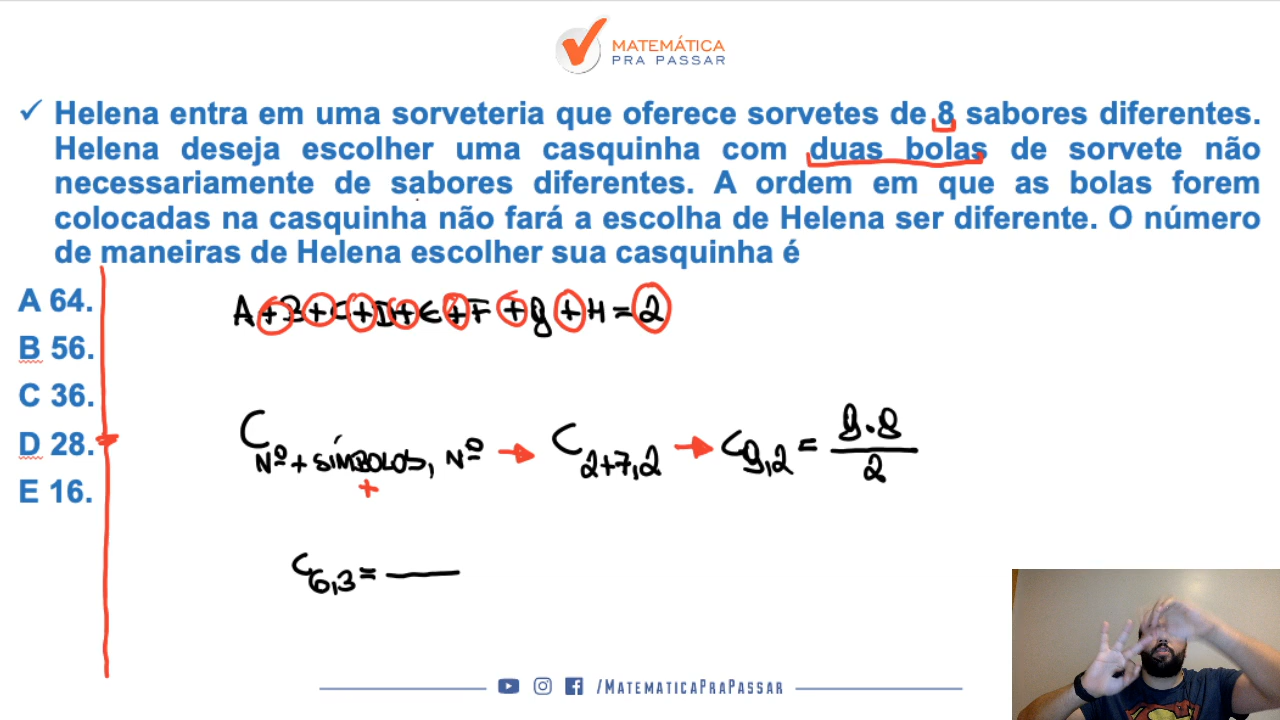 MATEMÁTICA
PRA PASSAR
✓ Helena entra em uma sorveteria que oferece sorvetes de 8 sabores diferentes.
Helena deseja escolher uma casquinha com duas bolas de sorvete não
necessariamente de sabores diferentes. A ordem em que as bolas forem
colocadas na casquinha não fará a escolha de Helena ser diferente. O número
de maneiras de Helena escolher sua casquinha é
A 64.
B 56.
C 36.
D 28.
E 16.
A+B+C+D+E+F+g+H=2
C Nº + SÍMBOLOS, Nº → C 2+7,2 → C 9,2 = 9.8/2
+
C 6,3 =
/MATEMATICAPRAPASSAR